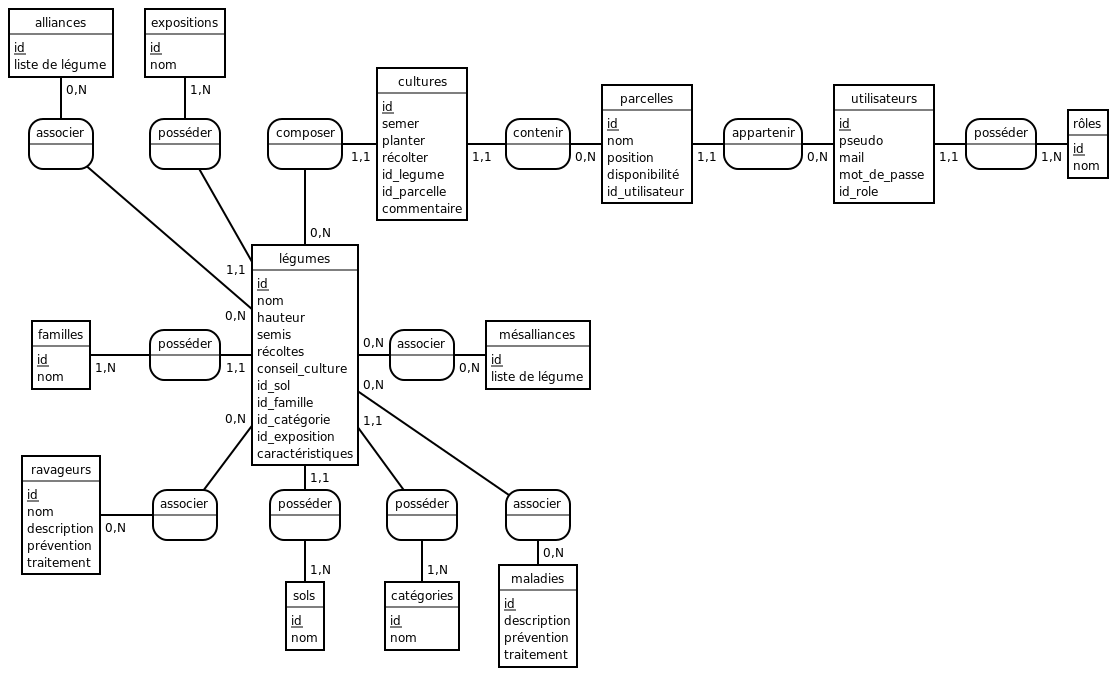 alliances
id
liste de légume
0,N
associer
expositions
id
nom
1,N
posséder
composer
1,1
cultures
id
semer
planter
récolter
id_legume
id_parcelle
commentaire
1,1
contenir
0,N
parcelles
id
nom
position
disponibilité
id_utilisateur
1,1
appartenir
0,N
utilisateurs
id
pseudo
mail
mot_de_passe
id_role
1,1
posséder
1,N
rôles
id
nom
0,N
1,1
0,N
légumes
id
nom
hauteur
semis
récoltes
conseil_culture
id_sol
id_famille
id_catégorie
id_exposition
caractéristiques
familles
id
nom
1,N
posséder
1,1
0,N
associer
0,N
mésalliances
id
liste de légume
0,N
1,1
0,N
ravageurs
id
nom
description
prévention
traitement
0,N
associer
1,1
posséder
1,N
sols
id
nom
posséder
1,N
catégories
id
nom
associer
0,N
maladies
id
description
prévention
traitement